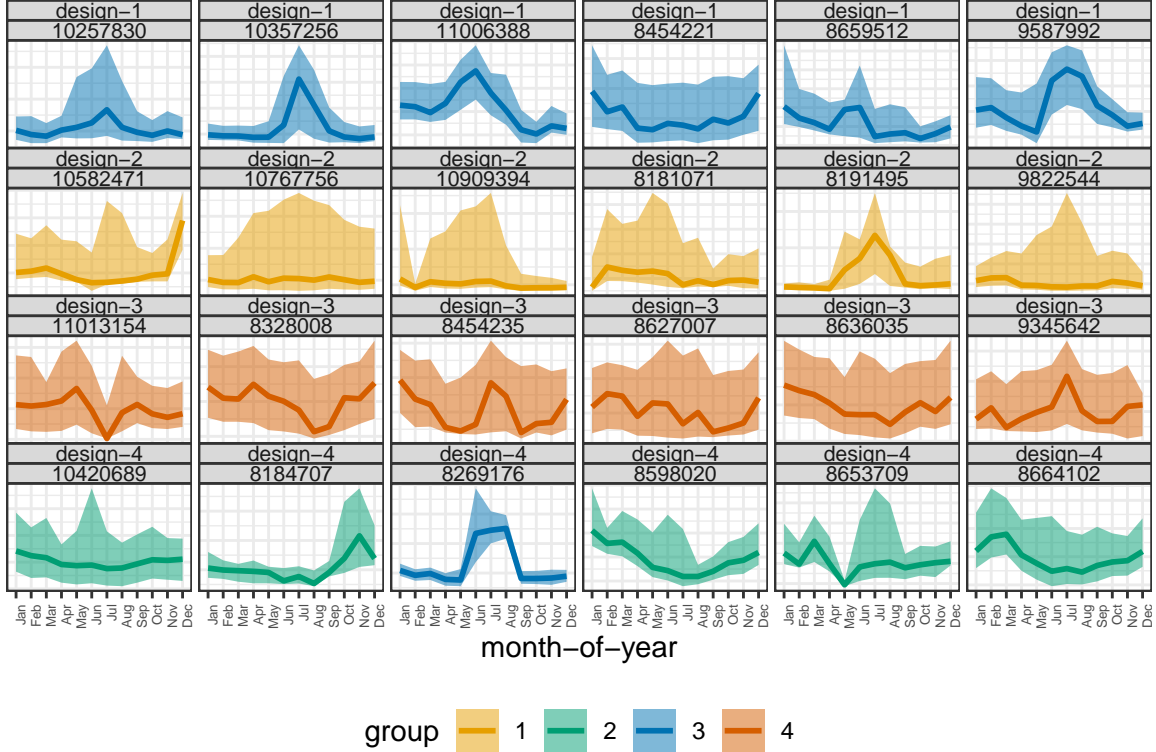 design−1 design−1 design−1 design−1 design−1 design−1
10257830 10357256 11006388 8454221 8659512 9587992
design−2 design−2 design−2 design−2 design−2 design−2
10582471 10767756 10909394 8181071 8191495 9822544
design−3 design−3 design−3 design−3 design−3 design−3
11013154 8328008 8454235 8627007 8636035 9345642
design−4 design−4 design−4 design−4 design−4 design−4
10420689 8184707 8269176 8598020 8653709 8664102
Jan Feb Mar Apr May Jun Jul Aug Sep Oct Nov Dec Jan Feb Mar Apr May Jun Jul Aug Sep Oct Nov Dec Jan Feb Mar Apr May Jun Jul Aug Sep Oct Nov Dec Jan Feb Mar Apr May Jun Jul Aug Sep Oct Nov Dec Jan Feb Mar Apr May Jun Jul Aug Sep Oct Nov Dec Jan Feb Mar Apr May Jun Jul Aug Sep Oct Nov Dec
month−of−year
group 1 2 3 4